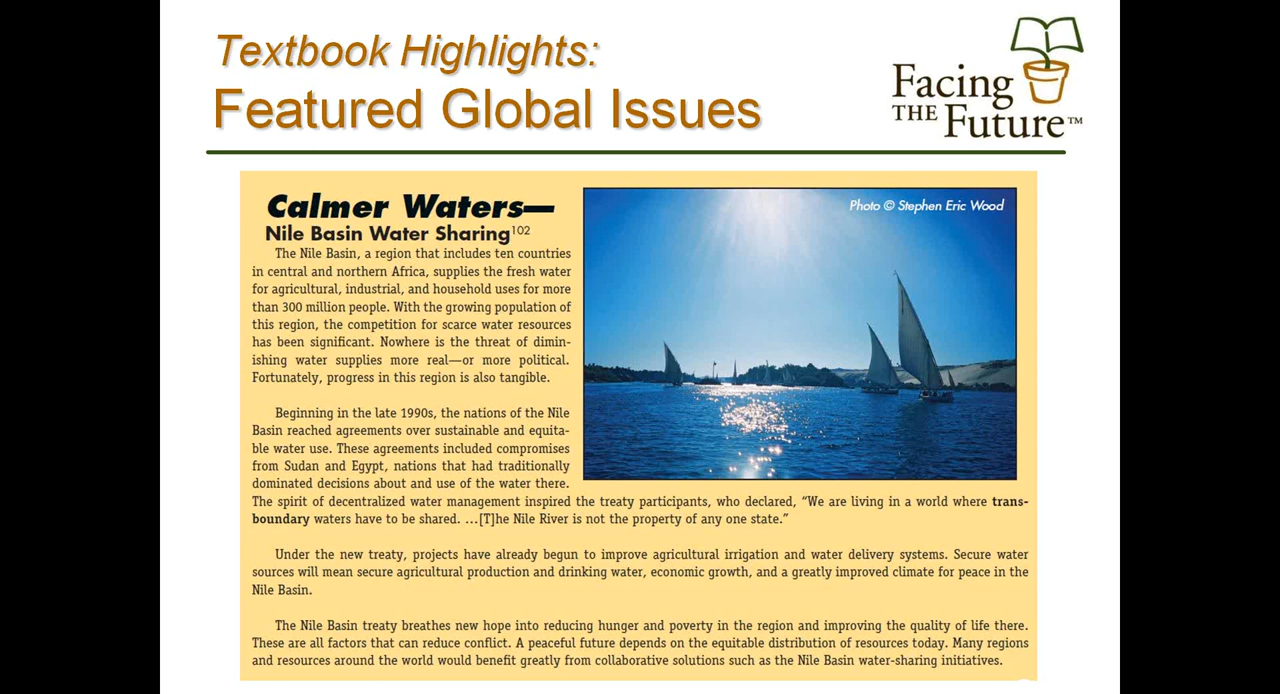 Textbook Highlights:
Featured Global Issues
Facing
THE Future™
Calmer Waters—
Nile Basin Water Sharing102
Photo © Stephen Eric Wood
The Nile Basin, a region that includes ten countries
in central and northern Africa, supplies the fresh water
for agricultural, industrial, and household uses for more
than 300 million people. With the growing population of
this region, the competition for scarce water resources
has been significant. Nowhere is the threat of dimin-
ishing water supplies more real—or more political.
Fortunately, progress in this region is also tangible.
Beginning in the late 1990s, the nations of the Nile
Basin reached agreements over sustainable and equita-
ble water use. These agreements included compromises
from Sudan and Egypt, nations that had traditionally
dominated decisions about and use of the water there.
The spirit of decentralized water management inspired the treaty participants, who declared, “We are living in a world where trans-
boundary waters have to be shared. …[T]he Nile River is not the property of any one state.”
Under the new treaty, projects have already begun to improve agricultural irrigation and water delivery systems. Secure water
sources will mean secure agricultural production and drinking water, economic growth, and a greatly improved climate for peace in the
Nile Basin.
The Nile Basin treaty breathes new hope into reducing hunger and poverty in the region and improving the quality of life there.
These are all factors that can reduce conflict. A peaceful future depends on the equitable distribution of resources today. Many regions
and resources around the world would benefit greatly from collaborative solutions such as the Nile Basin water-sharing initiatives.